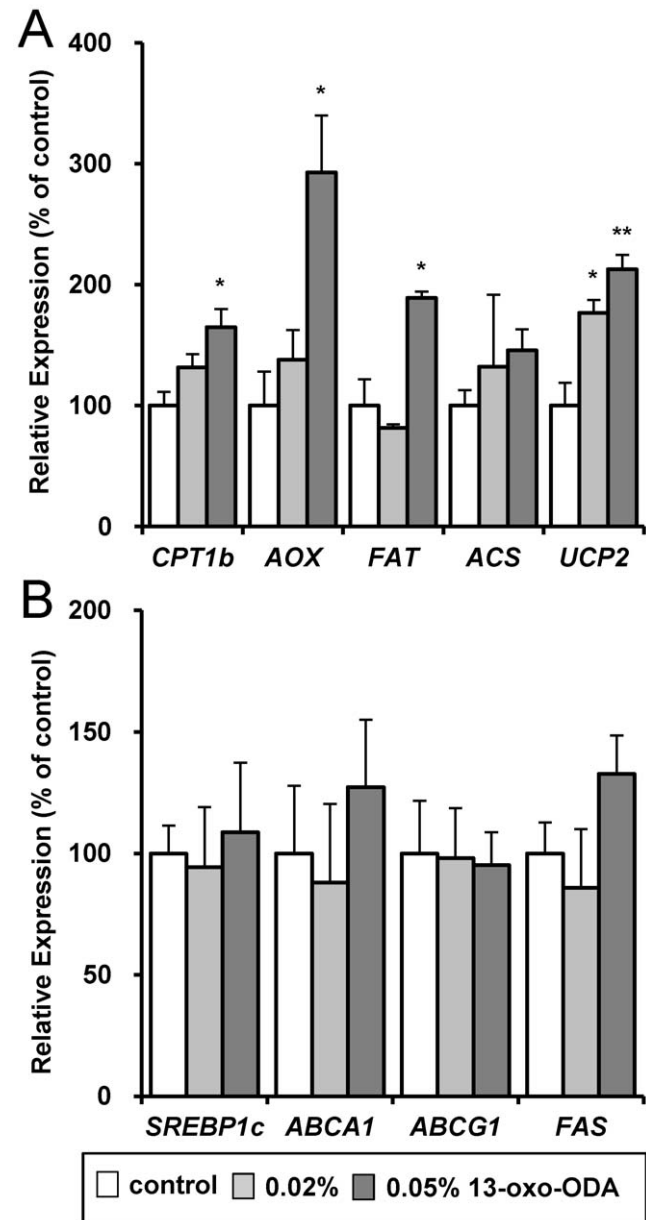 A
Relative Expression (% of control)
400
300
200
100
0
*
*
*
*
**
CPT1b AOX FAT ACS UCP2
B
Relative Expression (% of control)
200
150
100
50
0
SREBP1c ABCA1 ABCG1 FAS
control 0.02% 0.05% 13-oxo-ODA